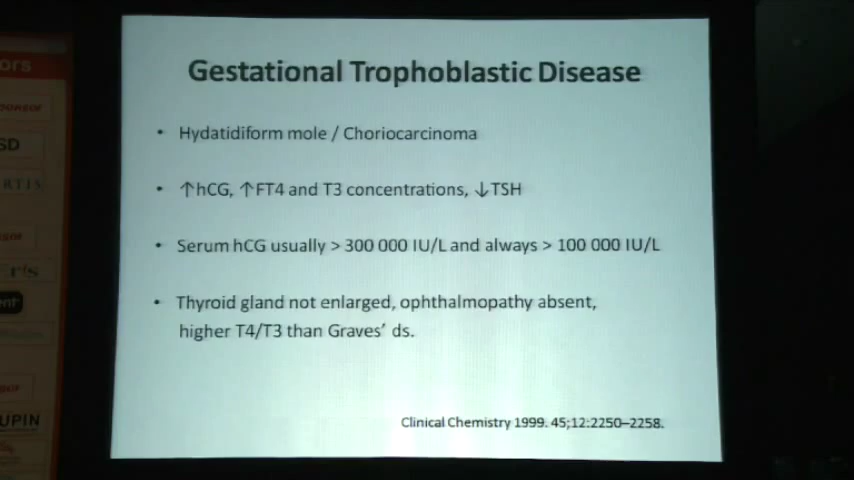 Gestational Trophoblastic Disease
• Hydatidiform mole / Choriocarcinoma
• ↑hCG, ↑FT4 and T3 concentrations, ↓TSH
• Serum hCG usually > 300 000 IU/L and always > 100 000 IU/L
• Thyroid gland not enlarged, ophthalmopathy absent,
higher T4/T3 than Graves' ds.
Clinical Chemistry 1999. 45;12:2250–2258.
ors
SD
UPIN